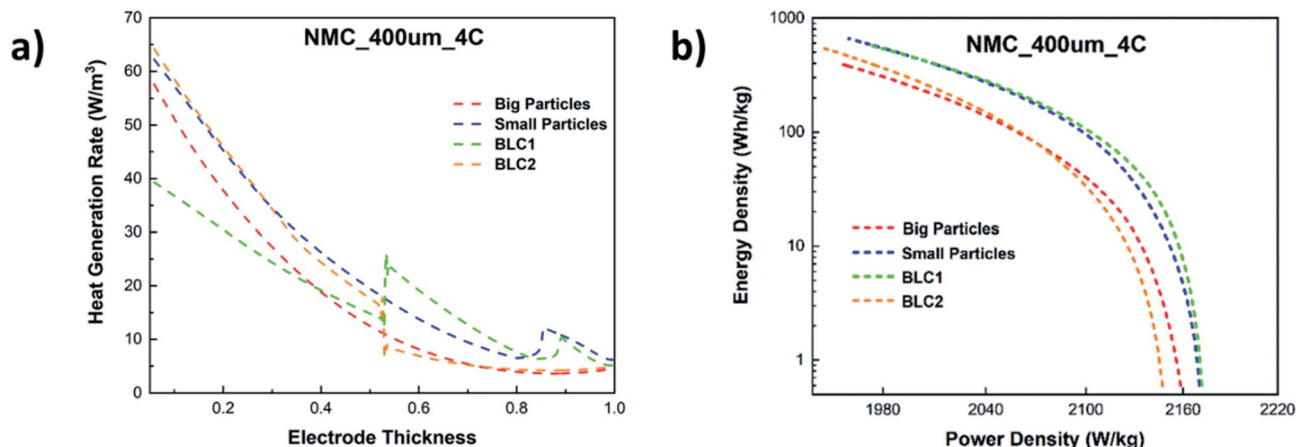 a)
NMC_400um_4C
Heat Generation Rate (W/m³)
70
60
50
40
30
20
10
0
Big Particles
Small Particles
BLC1
BLC2
0.2
0.4
0.6
0.8
1.0
Electrode Thickness
b)
NMC_400um_4C
Energy Density (Wh/kg)
1000
100
10
1
Big Particles
Small Particles
BLC1
BLC2
1980
2040
2100
2160
2220
Power Density (W/kg)